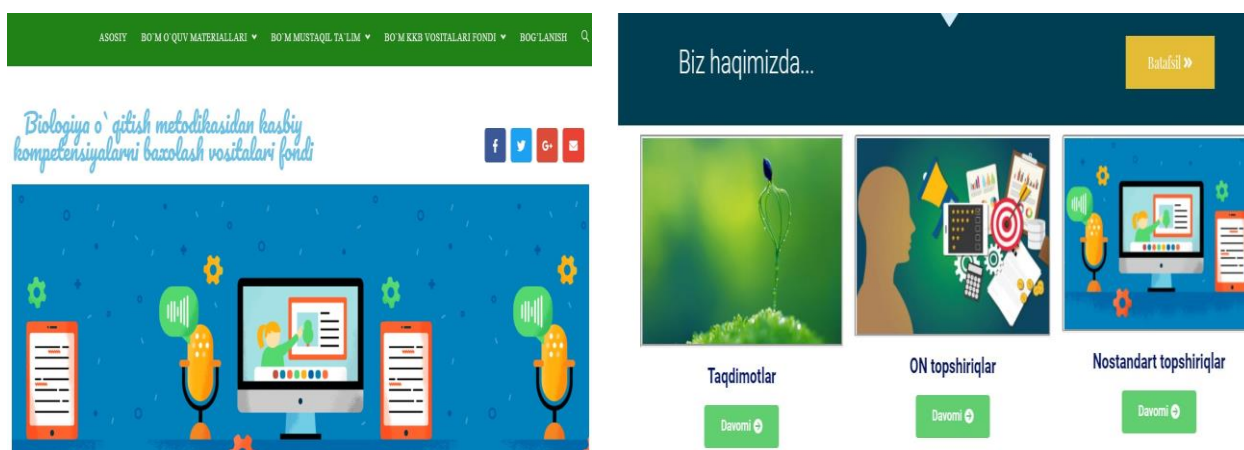 ASOSIY BO`M O`QUV MATERIALLARI BO`M MUSTAQIL TA`LIM BO`M KKB VOSITALARI FONDI BOG'LANISH
Biologiya o`qitish metodikasidan kasbiy
kompetensiyalarni baxolash vositalari fondi
f G+
Biz haqimizda...
Batafsil »
Taqdimotlar
ON topshiriqlar
Nostandart topshiriqlar
Davomi
Davomi
Davomi